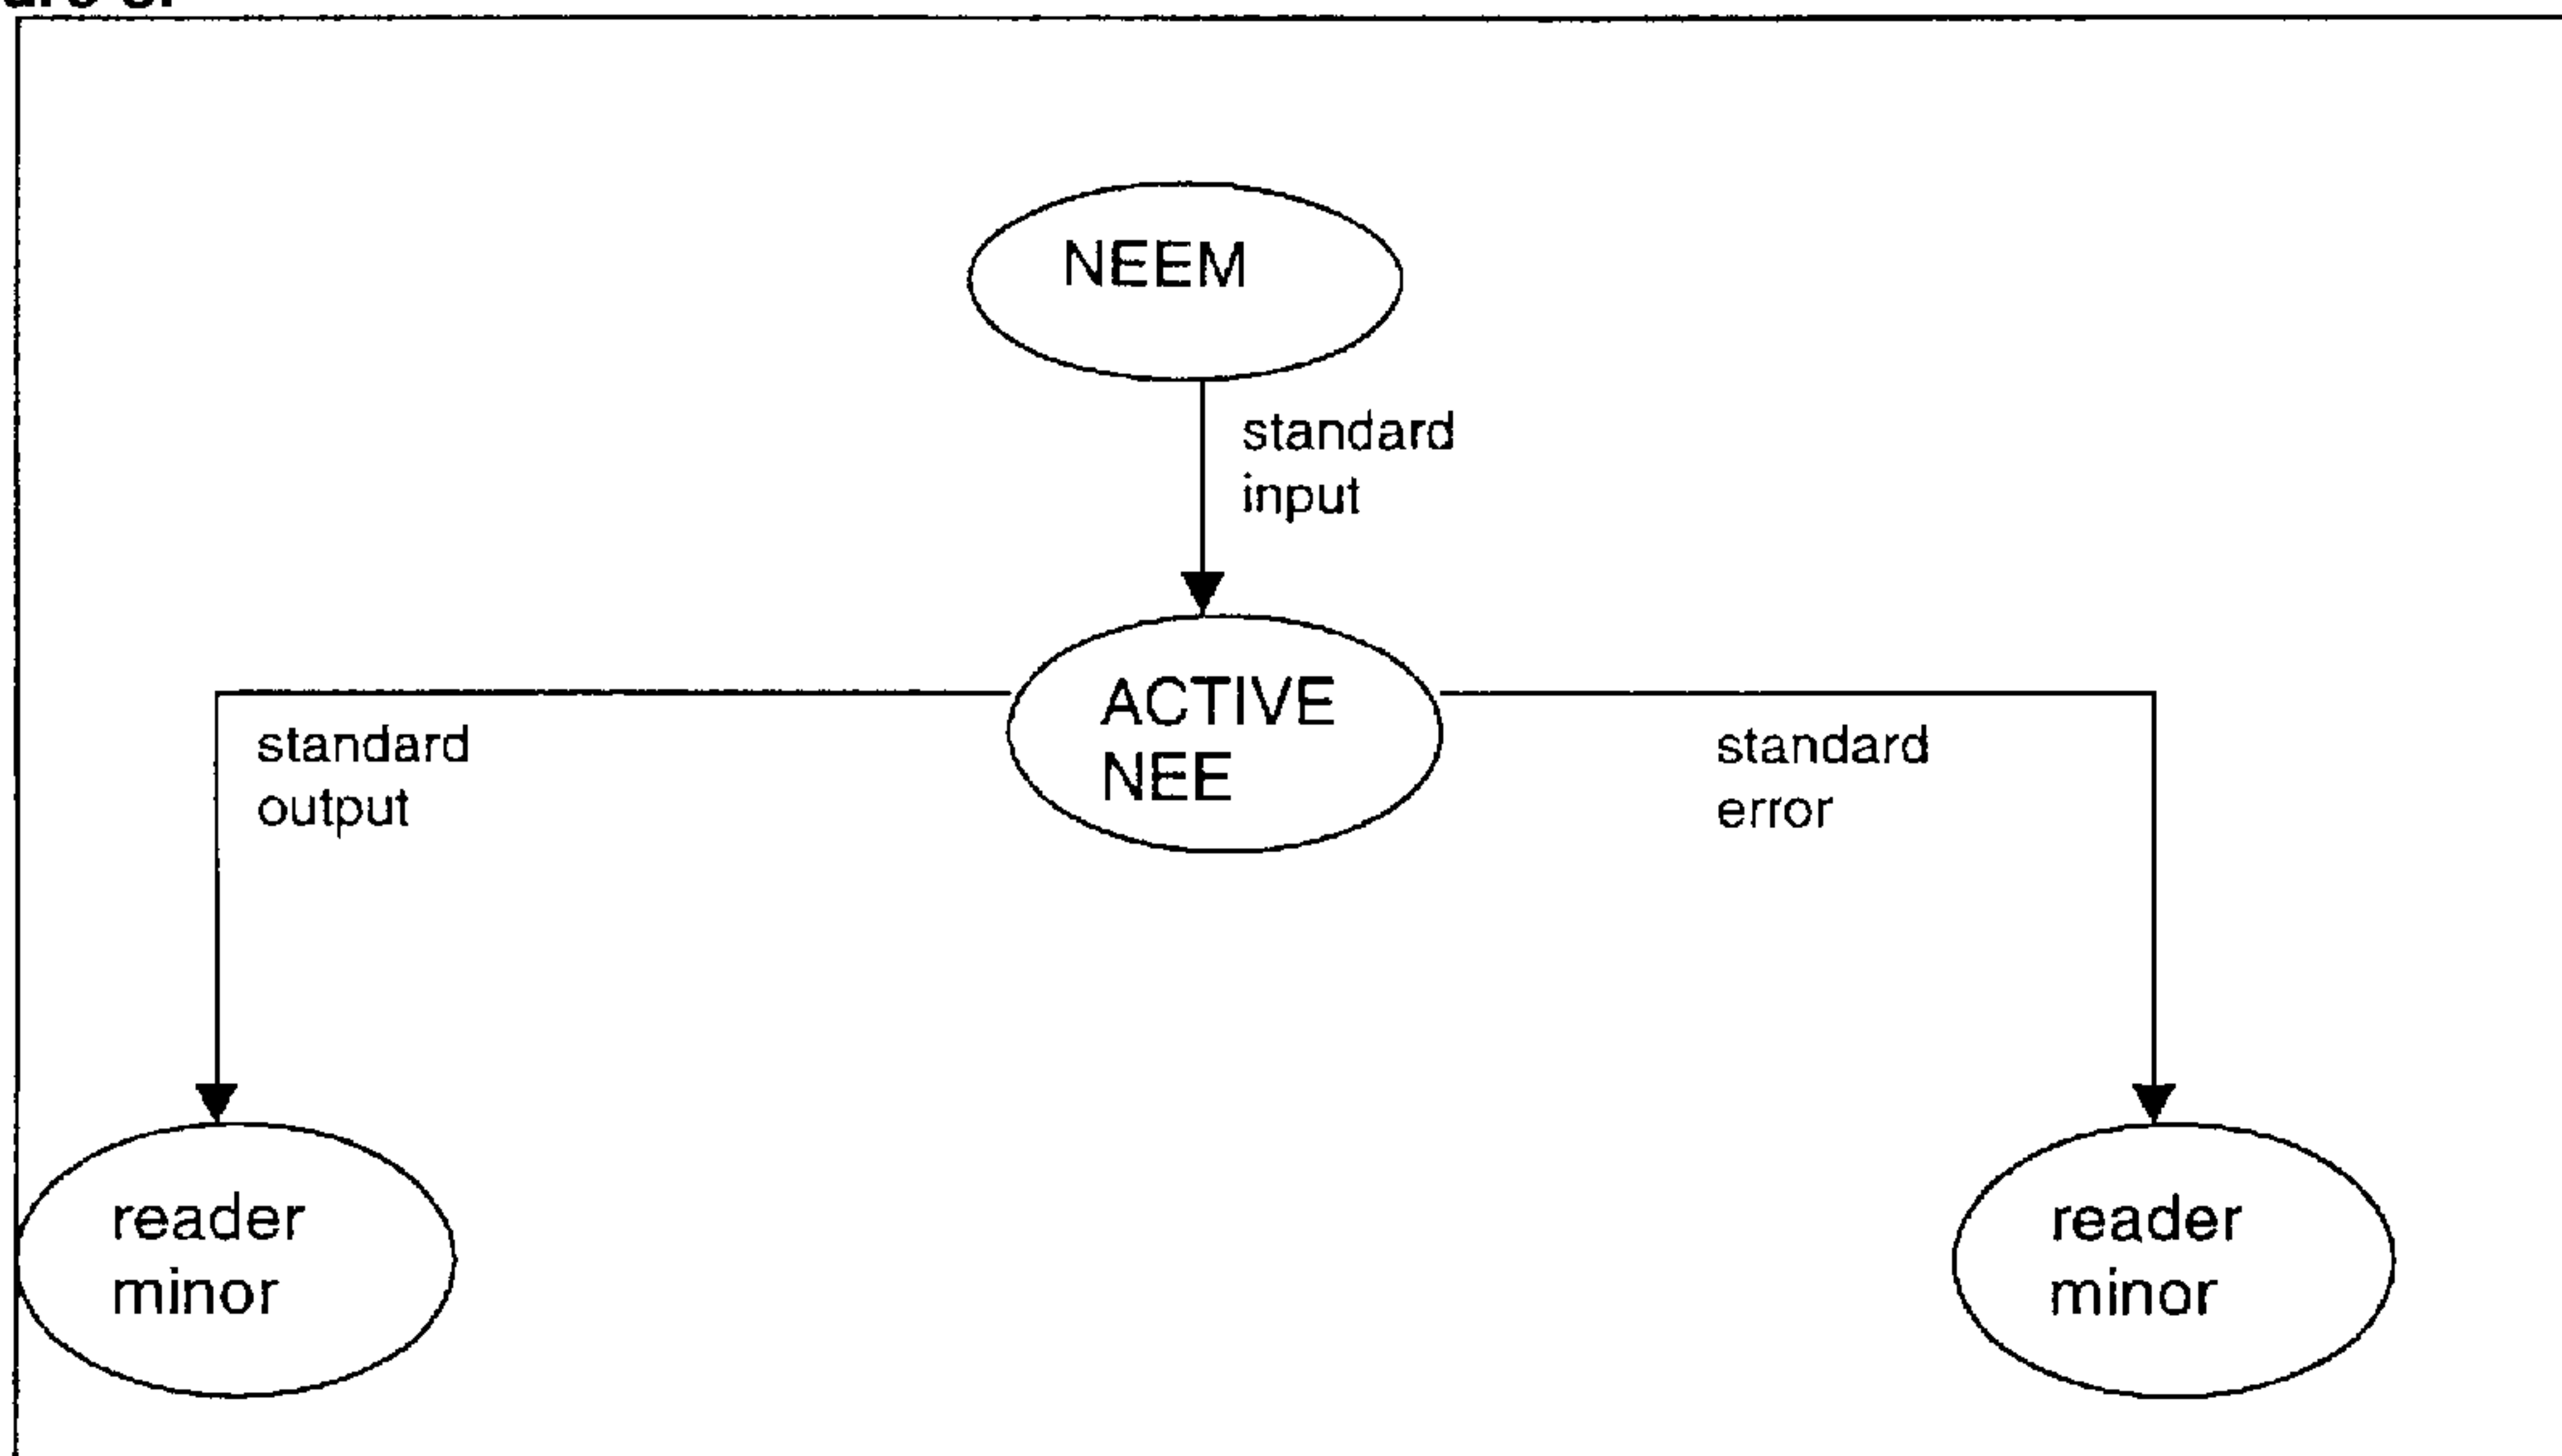 NEEM
standard
input
ACTIVE
NEE
standard
output
standard
error
reader
minor
reader
minor